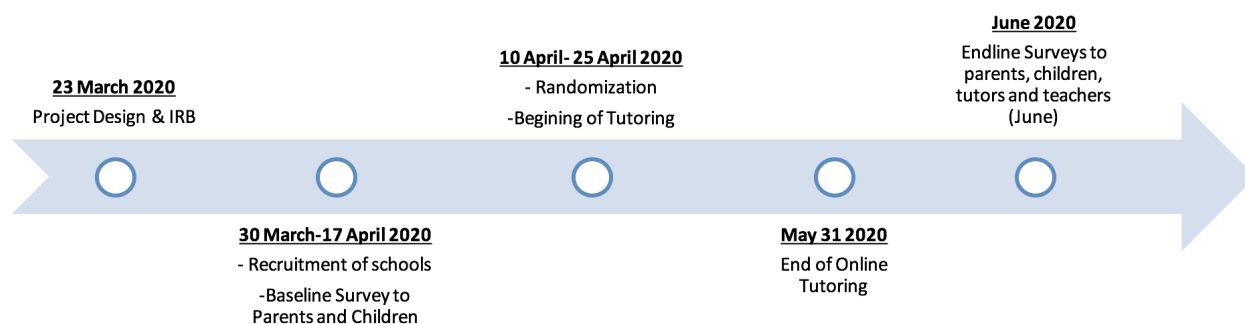 23 March 2020
Project Design & IRB
30 March-17 April 2020
- Recruitment of schools
-Baseline Survey to
Parents and Children
10 April- 25 April 2020
- Randomization
-Begining of Tutoring
May 31 2020
End of Online
Tutoring
June 2020
Endline Surveys to
parents, children,
tutors and teachers
(June)